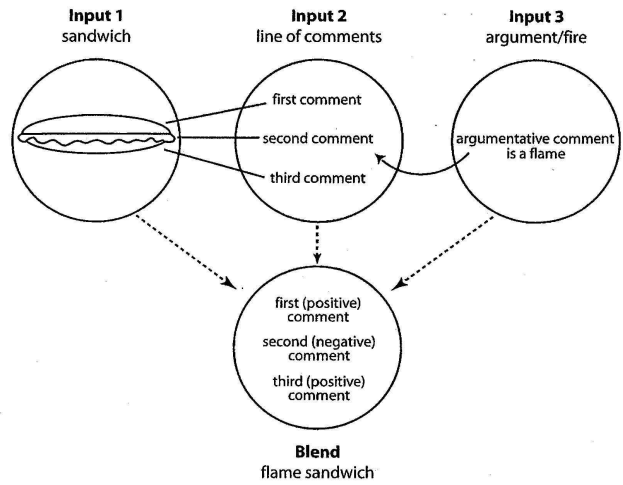 Input 1
sandwich
Input 2
line of comments
Input 3
argument/fire
first comment
second comment
third comment
argumentative comment
is a flame
first (positive)
comment
second (negative)
comment
third (positive)
comment
Blend
flame sandwich